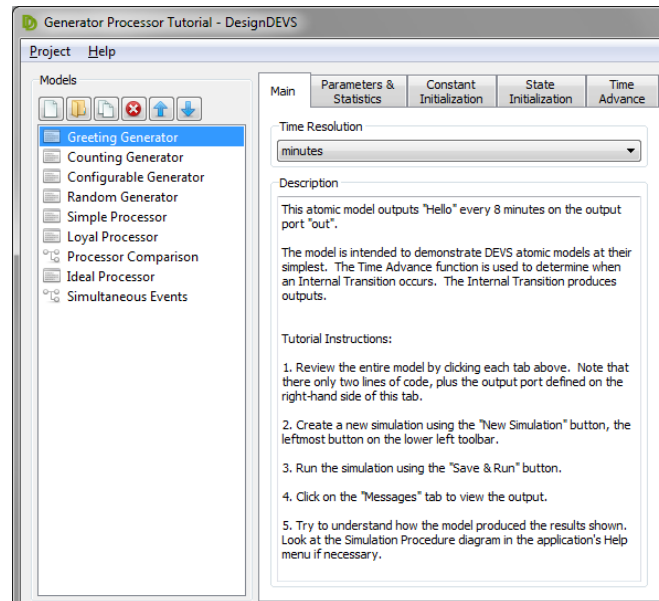 Generator Processor Tutorial - DesignDEVS
Project Help
Models
Greeting Generator
Counting Generator
Configurable Generator
Random Generator
Simple Processor
Loyal Processor
Processor Comparison
Ideal Processor
Simultaneous Events
Main
Parameters &
Statistics
Constant
Initialization
State
Initialization
Time
Advance
Time Resolution
minutes
Description
This atomic model outputs "Hello" every 8 minutes on the output
port "out".
The model is intended to demonstrate DEVS atomic models at their
simplest. The Time Advance function is used to determine when
an Internal Transition occurs. The Internal Transition produces
outputs.
Tutorial Instructions:
1. Review the entire model by clicking each tab above. Note that
there only two lines of code, plus the output port defined on the
right-hand side of this tab.
2. Create a new simulation using the "New Simulation" button, the
leftmost button on the lower left toolbar.
3. Run the simulation using the "Save & Run" button.
4. Click on the "Messages" tab to view the output.
5. Try to understand how the model produced the results shown.
Look at the Simulation Procedure diagram in the application's Help
menu if necessary.